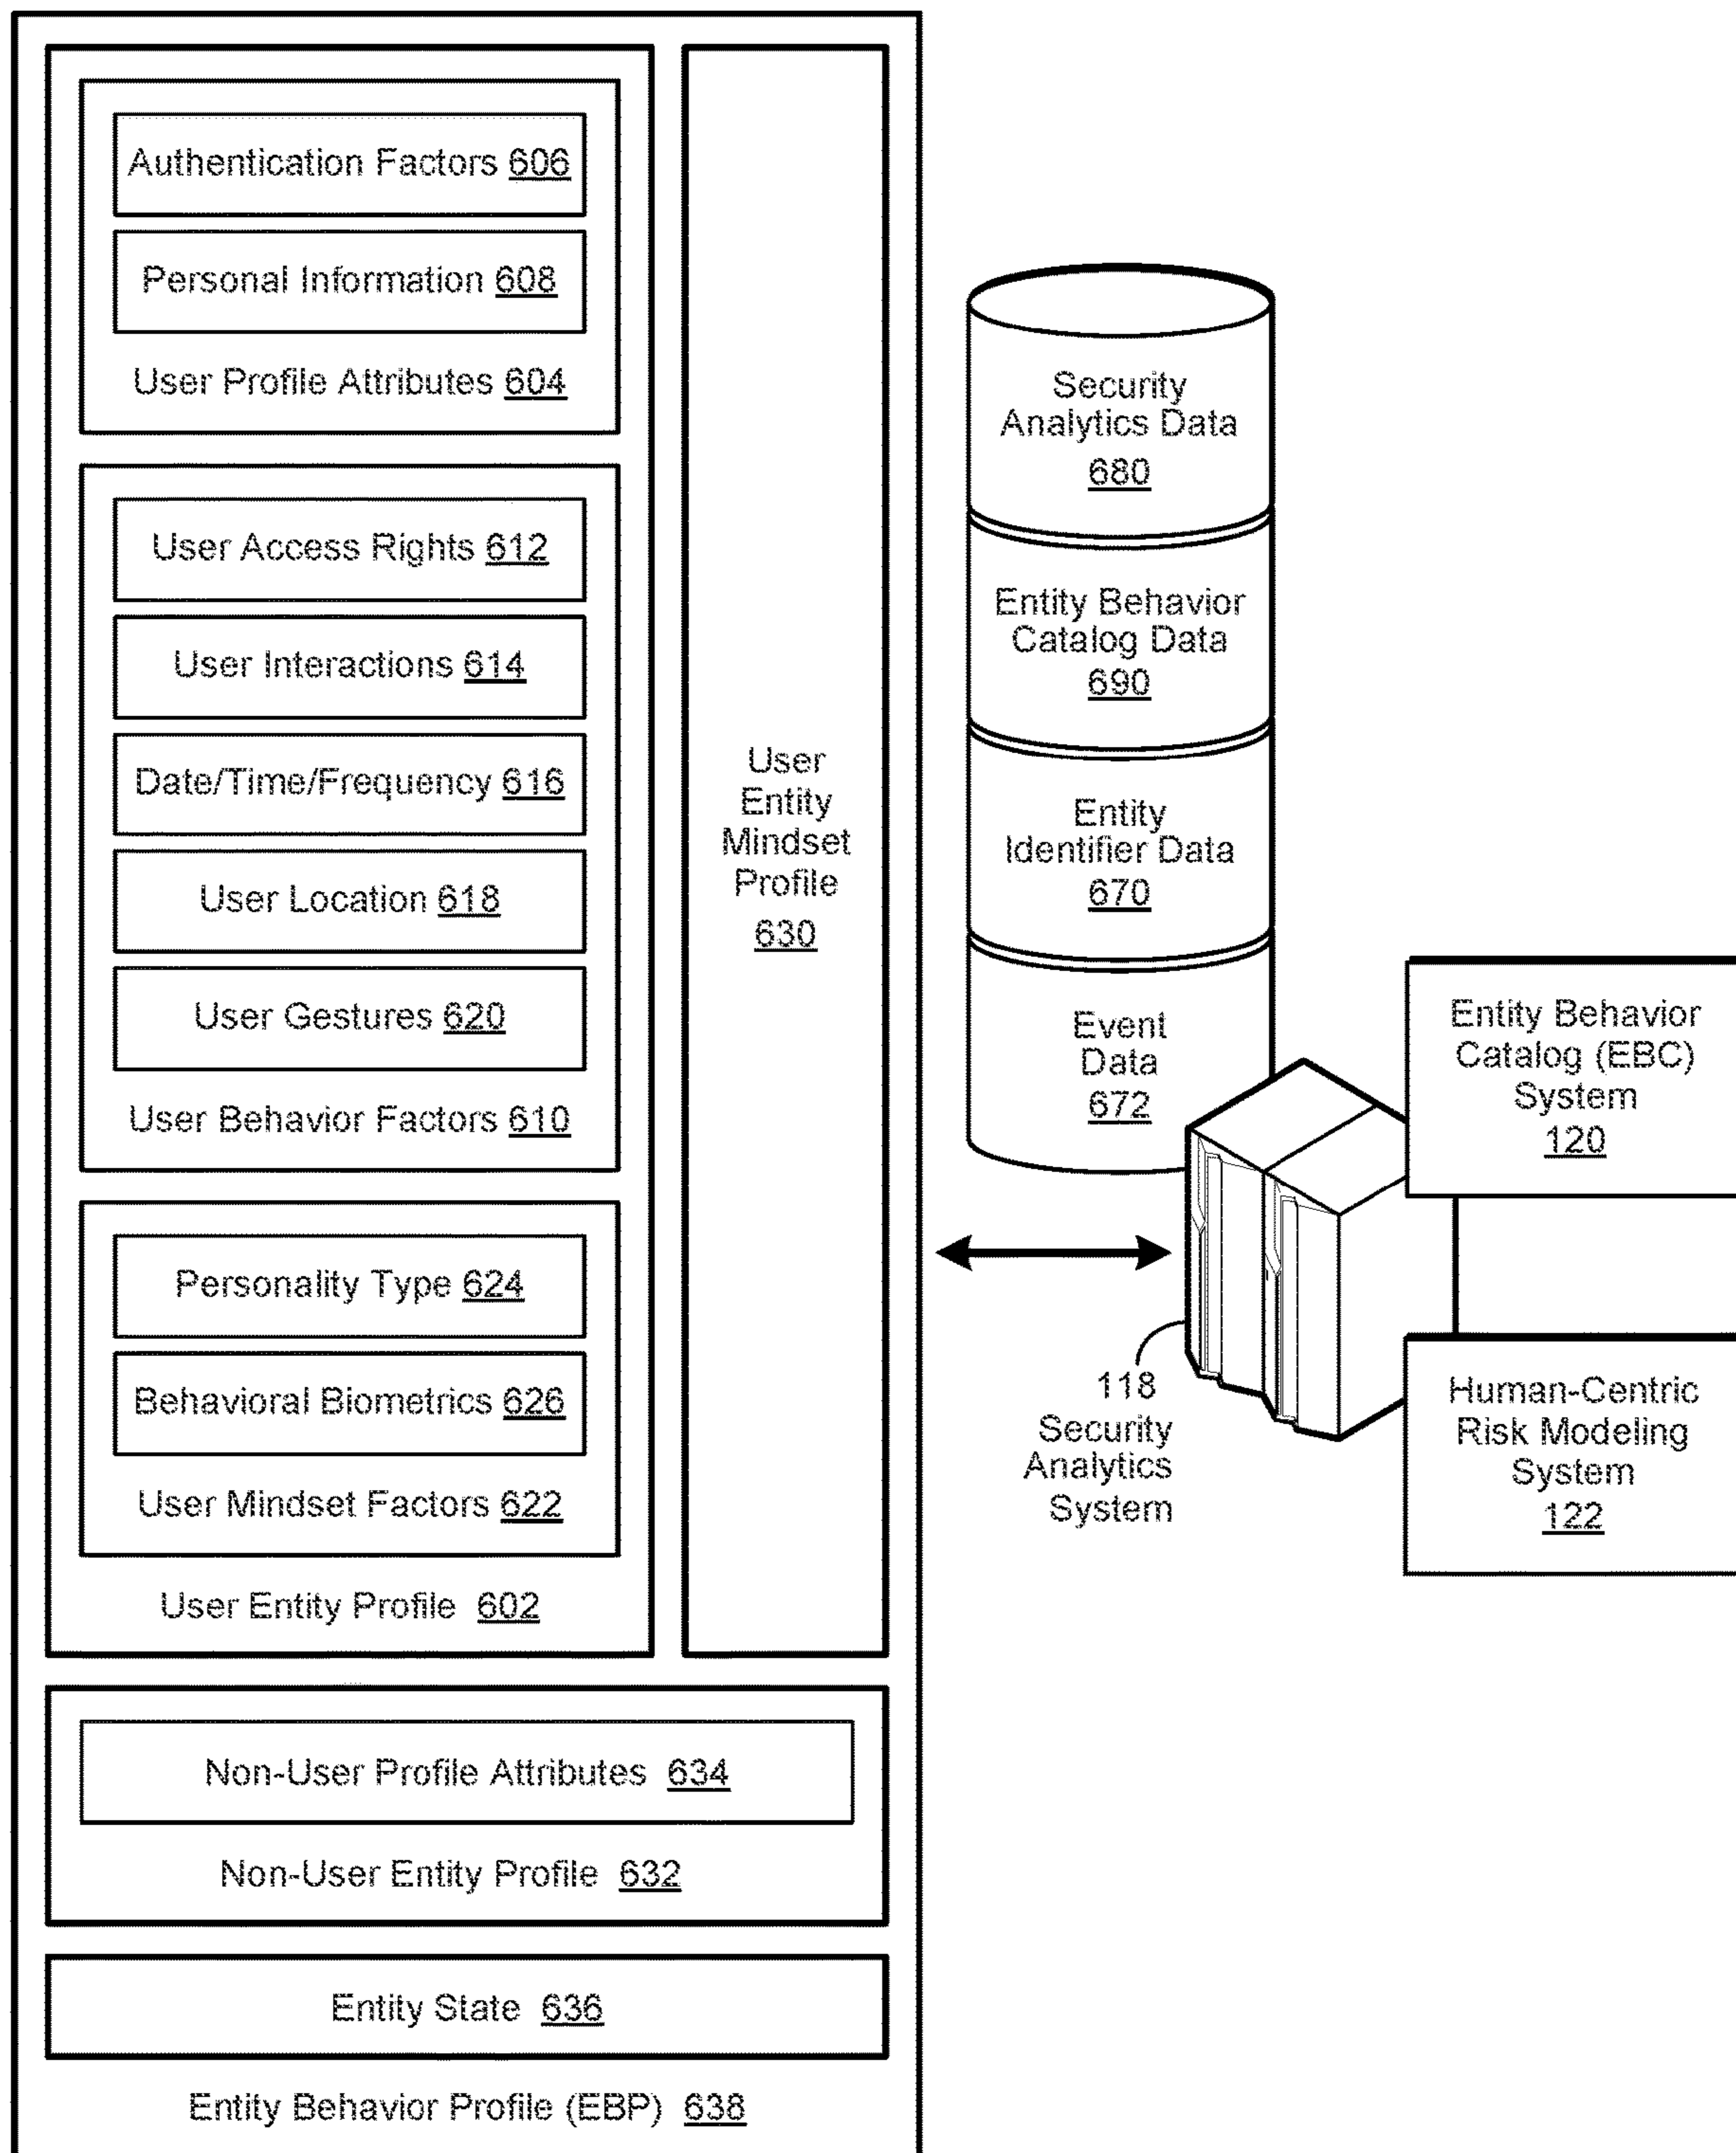 Authentication Factors 606
Personal Information 608
User Profile Attributes 604
User Access Rights 612
User Interactions 614
Date/Time/Frequency 616
User Location 618
User Gestures 620
User Behavior Factors 610
Personality Type 624
Behavioral Biometrics 626
User Mindset Factors 622
User Entity Profile 602
User
Entity
Mindset
Profile
630
Non-User Profile Attributes 634
Non-User Entity Profile 632
Entity State 636
Entity Behavior Profile (EBP) 638
Security
Analytics Data
680
Entity Behavior
Catalog Data
690
Entity
Identifier Data
670
Event
Data
672
118
Security
Analytics
System
Entity Behavior
Catalog (EBC)
System
120
Human-Centric
Risk Modeling
System
122